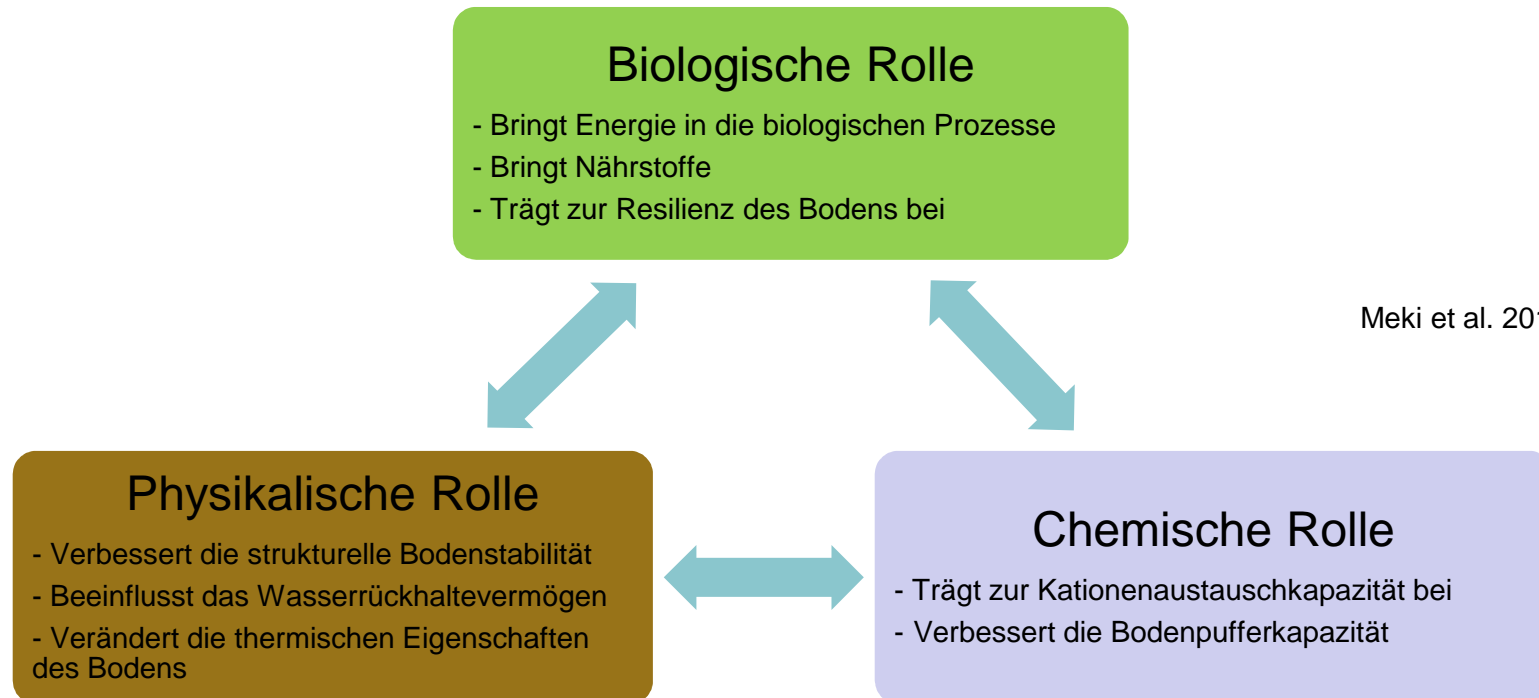 Biologische Rolle
- Bringt Energie in die biologischen Prozesse
- Bringt Nährstoffe
- Trägt zur Resilienz des Bodens bei
Meki et al.
Physikalische Rolle
- Verbessert die strukturelle Bodenstabilität
- Beeinflusst das Wasserrückhaltevermögen
- Verändert die thermischen Eigenschaften
des Bodens
Chemische Rolle
- Trägt zur Kationenaustauschkapazität bei
- Verbessert die Bodenpufferkapazität